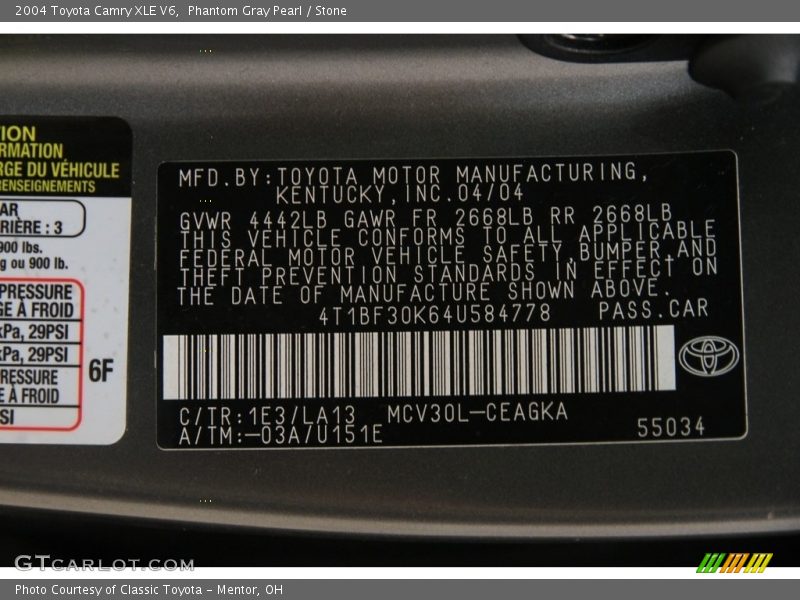 2004 Toyota Camry XLE V6,  Phantom Gray Pearl / Stone
TION
RMATION
RGE DU VÉHICULE
RENSEIGNEMENTS
AR
RIÈRE : 3
900 lbs.
g ou 900 lb.
PRESSURE
E À FROID
kPa, 29PSI
kPa, 29PSI
RESSURE
E À FROID
SI
6F
MFD.BY:TOYOTA MOTOR MANUFACTURING,
KENTUCKY,INC.04/04
GVWR 4442LB GAWR FR 2668LB RR 2668LB
THIS VEHICLE CONFORMS TO ALL APPLICABLE
FEDERAL MOTOR VEHICLE SAFETY,BUMPER,AND
THEFT PREVENTION STANDARDS IN EFFECT ON
THE DATE OF MANUFACTURE SHOWN ABOVE.
4T1BF30K64U584778 PASS.CAR
C/TR:1E3/LA13 MCV30L-CEAGKA
A/TM:-03A/U151E
55034
GTCARLOT.COM
Photo Courtesy of Classic Toyota - Mentor, OH